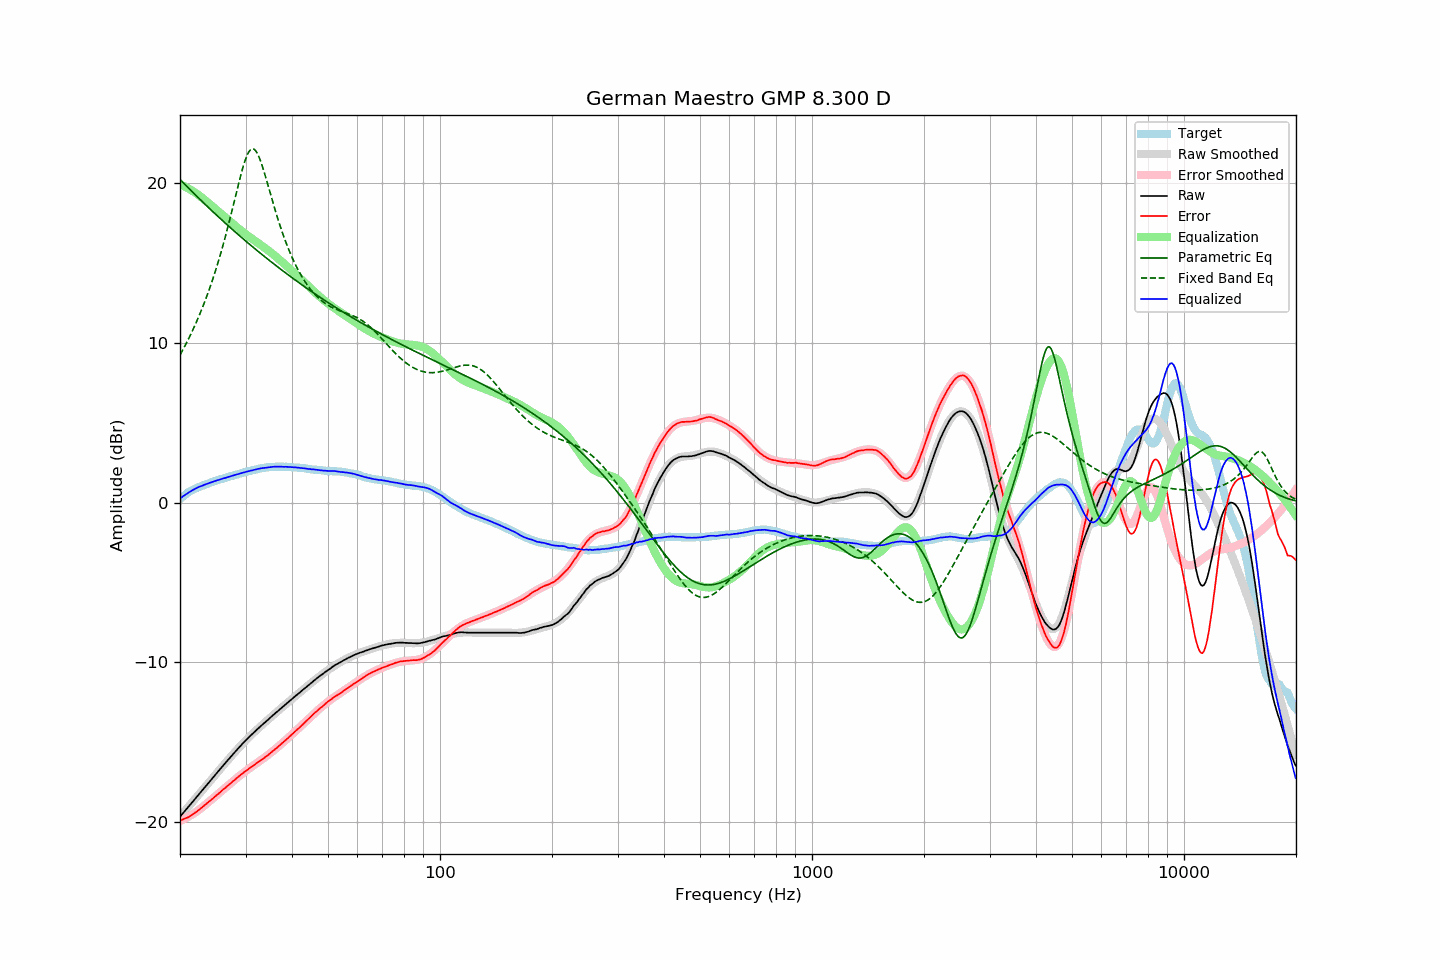 German Maestro GMP 8.300 D
Target
Raw Smoothed
Error Smoothed
Raw
Error
Equalization
Parametric Eq
Fixed Band Eq
Equalized
Amplitude (dBr)
20
10
0
−10
−20
100
1000
10000
Frequency (Hz)